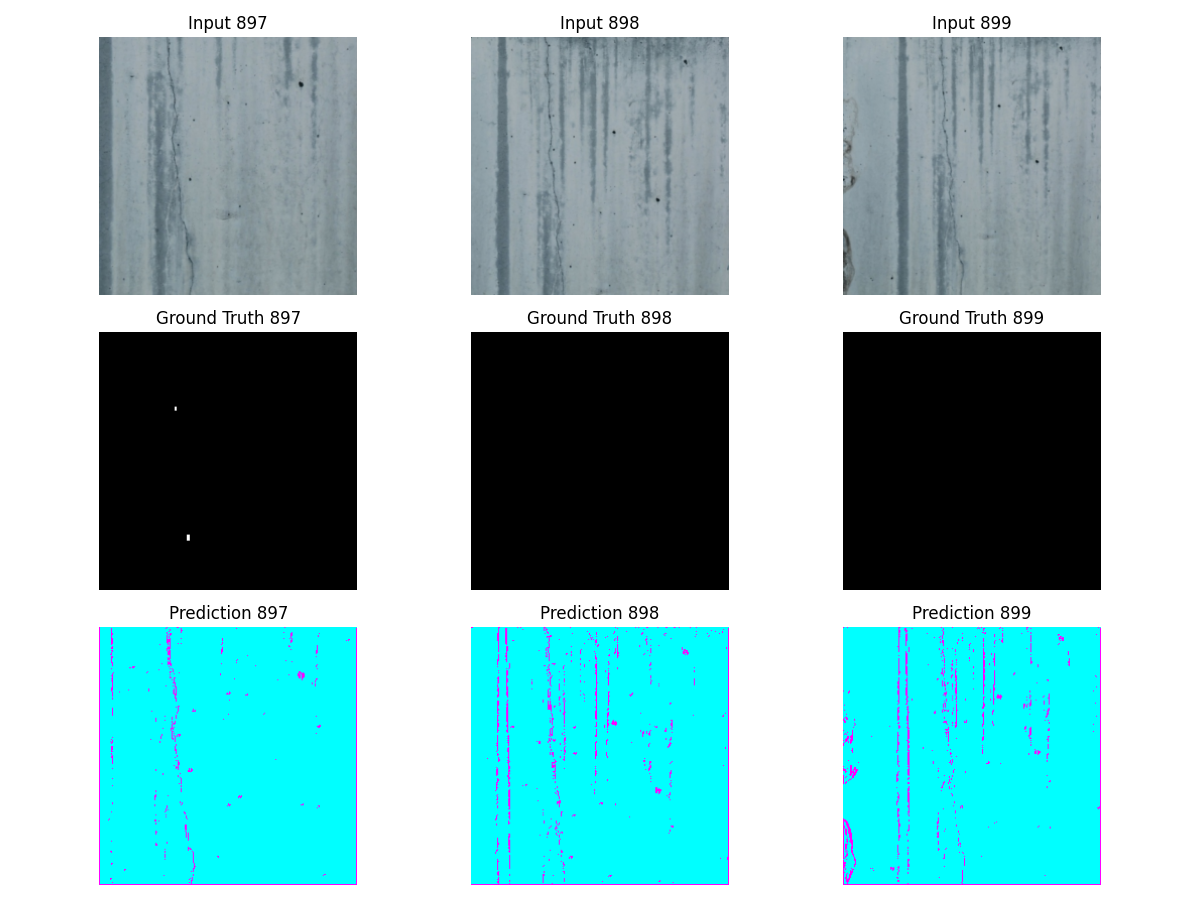 Input 897
Input 898
Input 899
Ground Truth 897
Ground Truth 898
Ground Truth 899
Prediction 897
Prediction 898
Prediction 899